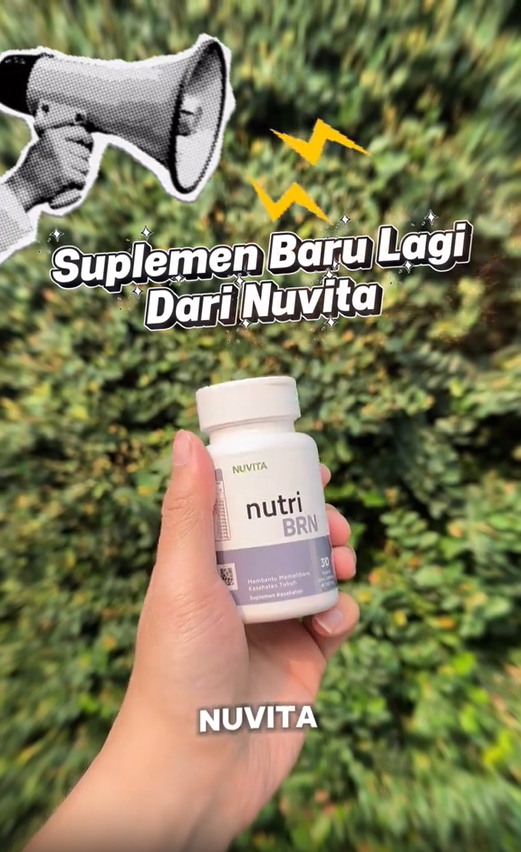 Suplemen Baru Lagi
Dari Nuvita
NUVITA
nutri
BRN
30
Membantu Memelihara
Kesehatan Tubuh
Suplemen Kesehatan
NUVITA